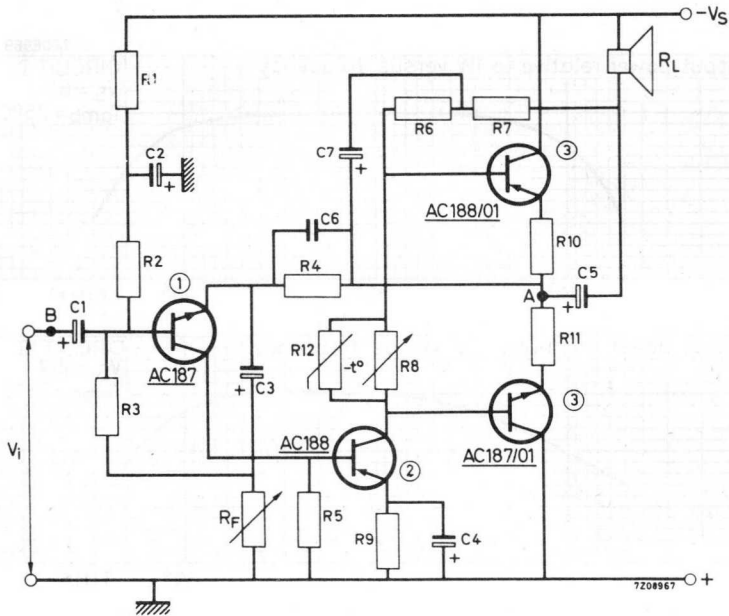 −VS
RL
R1
R6
R7
C2
C7
③
AC188/01
C6
R4
R10
R2
①
A
C5
B
C1
R12
−t°
R8
R11
AC187
C3
R3
AC188
③
AC187/01
Vi
②
RF
R5
R9
C4
7Z08967
+